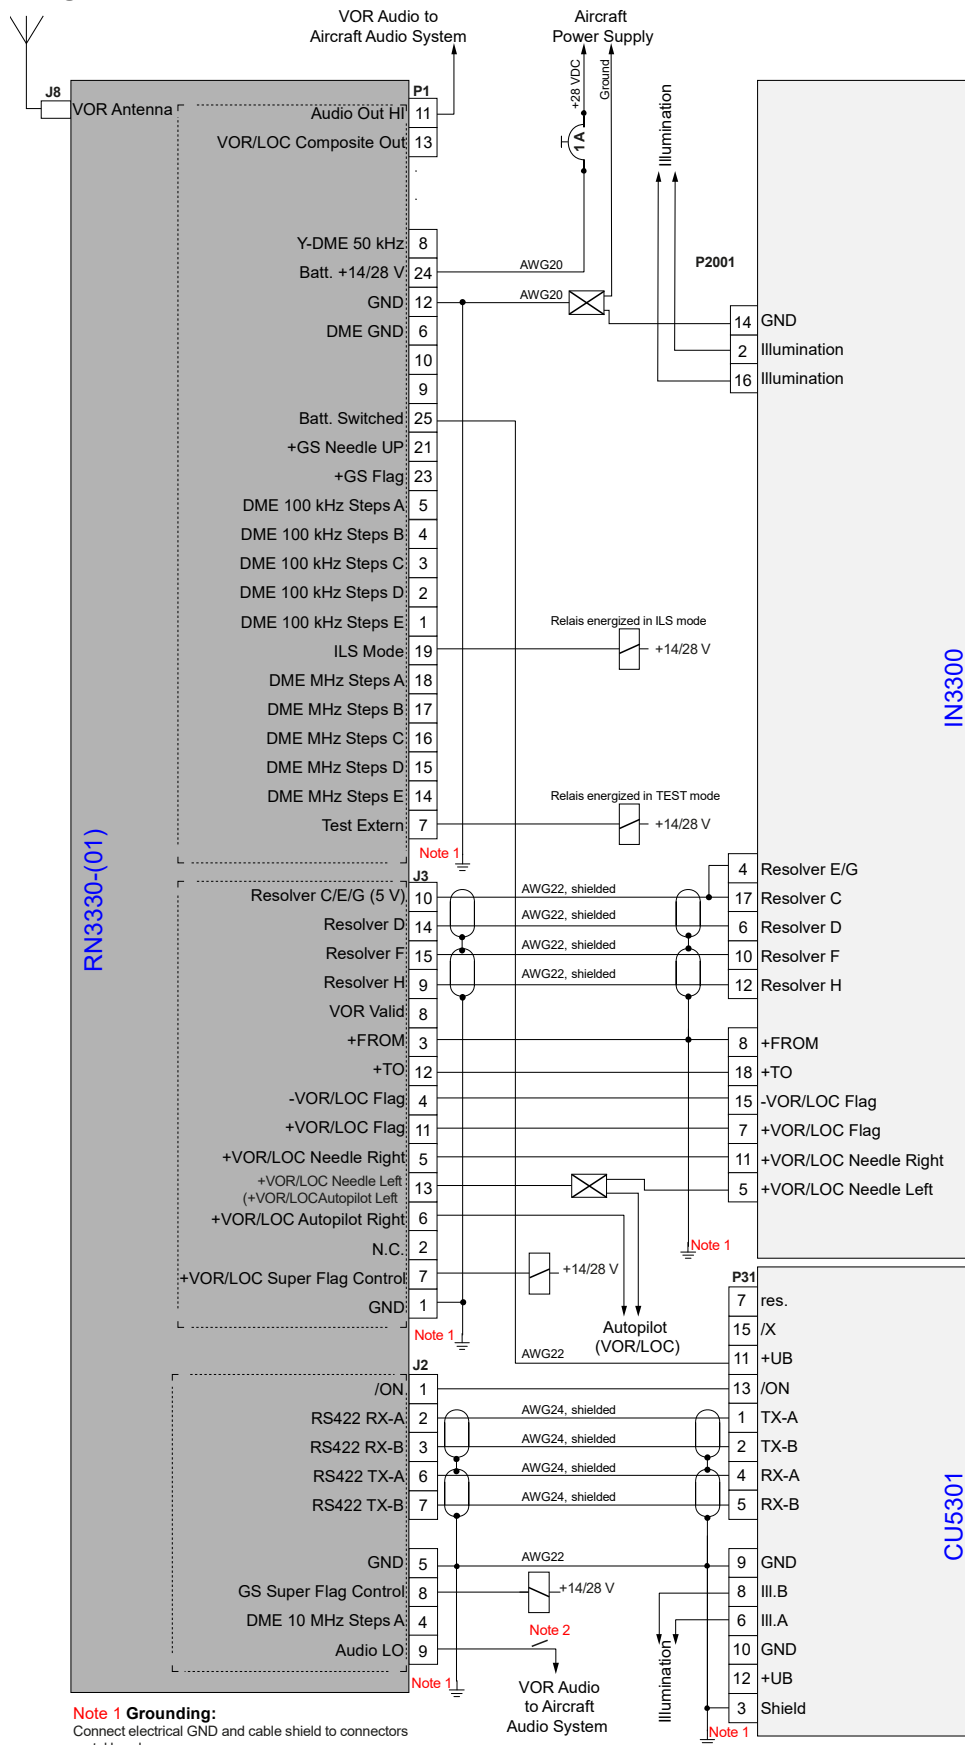 VOR Audio to
Aircraft Audio System
Aircraft
Power Supply
+28 VDC
Ground
1 A
Illumination
J8
VOR Antenna
P1
Audio Out HI 11
VOR/LOC Composite Out 13
Y-DME 50 kHz 8
Batt. +14/28 V 24
AWG20
GND 12
AWG20
DME GND 6
10
9
Batt. Switched 25
+GS Needle UP 21
+GS Flag 23
DME 100 kHz Steps A 5
DME 100 kHz Steps B 4
DME 100 kHz Steps C 3
DME 100 kHz Steps D 2
DME 100 kHz Steps E 1
ILS Mode 19
Relais energized in ILS mode
+14/28 V
DME MHz Steps A 18
DME MHz Steps B 17
DME MHz Steps C 16
DME MHz Steps D 15
DME MHz Steps E 14
Test Extern 7
Relais energized in TEST mode
+14/28 V
Note 1
P2001
14 GND
2 Illumination
16 Illumination
IN3300
RN3330-(01)
J3
Resolver C/E/G (5 V) 10
AWG22, shielded
Resolver D 14
AWG22, shielded
Resolver F 15
AWG22, shielded
Resolver H 9
AWG22, shielded
VOR Valid 8
+FROM 3
+TO 12
-VOR/LOC Flag 4
+VOR/LOC Flag 11
+VOR/LOC Needle Right 5
+VOR/LOC Needle Left
(+VOR/LOCAutopilot Left 13
+VOR/LOC Autopilot Right 6
N.C. 2
+VOR/LOC Super Flag Control 7
+14/28 V
GND 1
Note 1
4 Resolver E/G
17 Resolver C
6 Resolver D
10 Resolver F
12 Resolver H
8 +FROM
18 +TO
15 -VOR/LOC Flag
7 +VOR/LOC Flag
11 +VOR/LOC Needle Right
5 +VOR/LOC Needle Left
Note 1
Autopilot
(VOR/LOC)
AWG22
J2
/ON 1
RS422 RX-A 2
AWG24, shielded
RS422 RX-B 3
AWG24, shielded
RS422 TX-A 6
AWG24, shielded
RS422 TX-B 7
AWG24, shielded
GND 5
AWG22
GS Super Flag Control 8
+14/28 V
DME 10 MHz Steps A 4
Audio LO 9
Note 2
Note 1
VOR Audio
to Aircraft
Audio System
Illumination
P31
7 res.
15 /X
11 +UB
13 /ON
1 TX-A
2 TX-B
4 RX-A
5 RX-B
9 GND
8 Ill.B
6 Ill.A
10 GND
12 +UB
3 Shield
Note 1
CU5301
Note 1 Grounding:
Connect electrical GND and cable shield to connectors